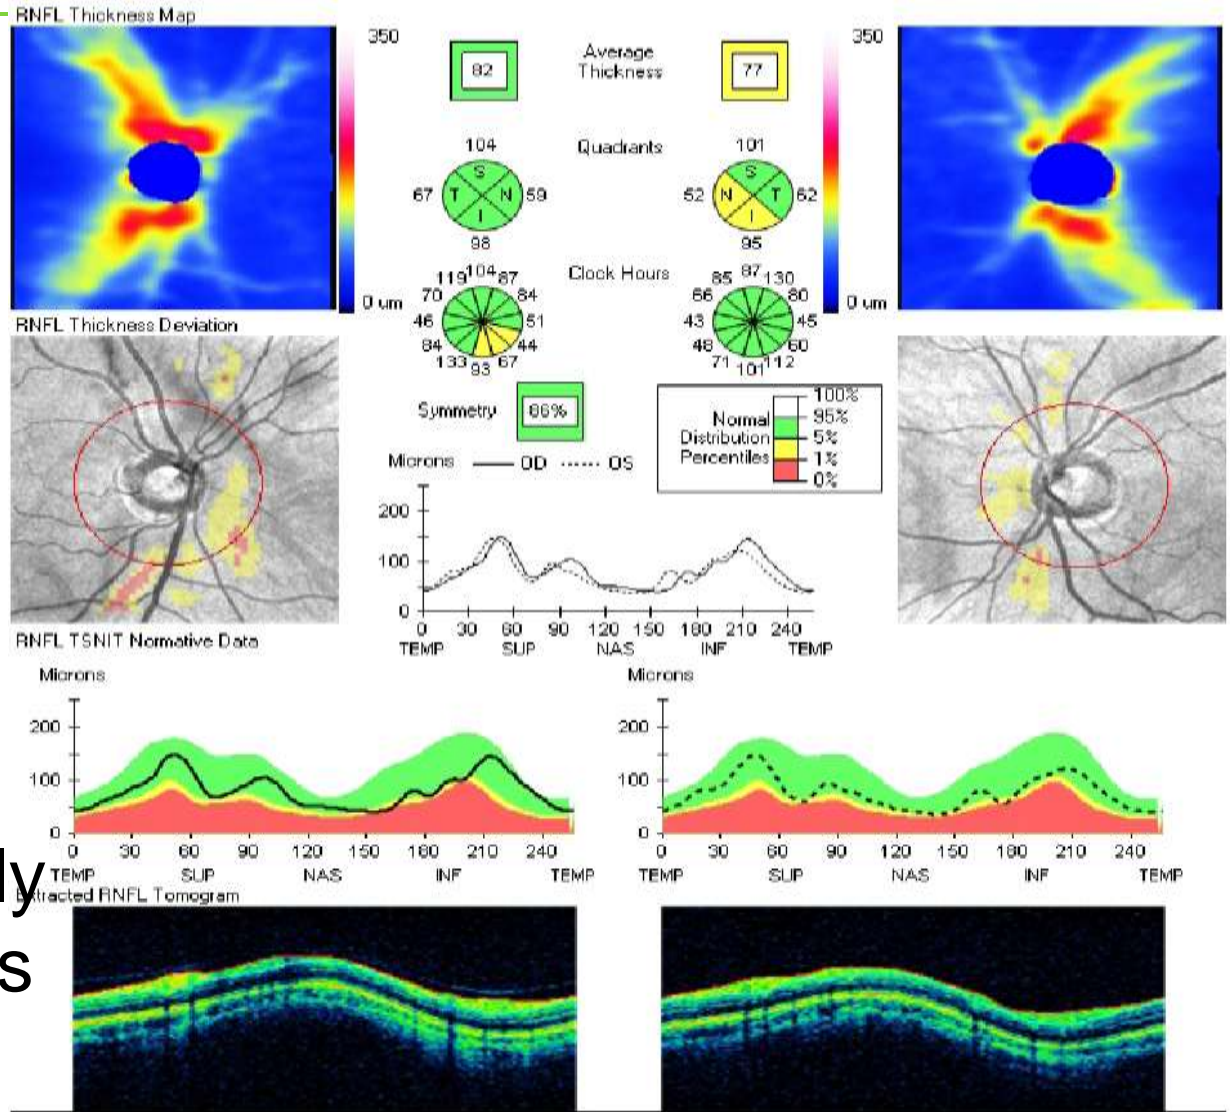 RNFL Thickness Map
350
350
82
Average
Thickness
77
104
Quadrants
101
S
S
67
T
N
59
52
N
T
62
I
I
98
95
Clock Hours
119
104
87
70
84
46
51
84
44
133
93
67
85
87
130
66
80
43
45
48
60
71
101
112
0 um
0 um
RNFL Thickness Deviation
Symmetry
86%
Normal
Distribution
Percentiles
100%
95%
5%
1%
0%
Microns
OD
OS
200
100
0
0 30 60 90 120 150 180 210 240
TEMP SUP NAS INF TEMP
RNFL TSNIT Normative Data
Microns
Microns
200
100
0
0 30 60 90 120 150 180 210 240
TEMP SUP NAS INF TEMP
200
100
0
0 30 60 90 120 150 180 210 240
TEMP SUP NAS INF TEMP
ly
Extracted RNFL Tomogram
s